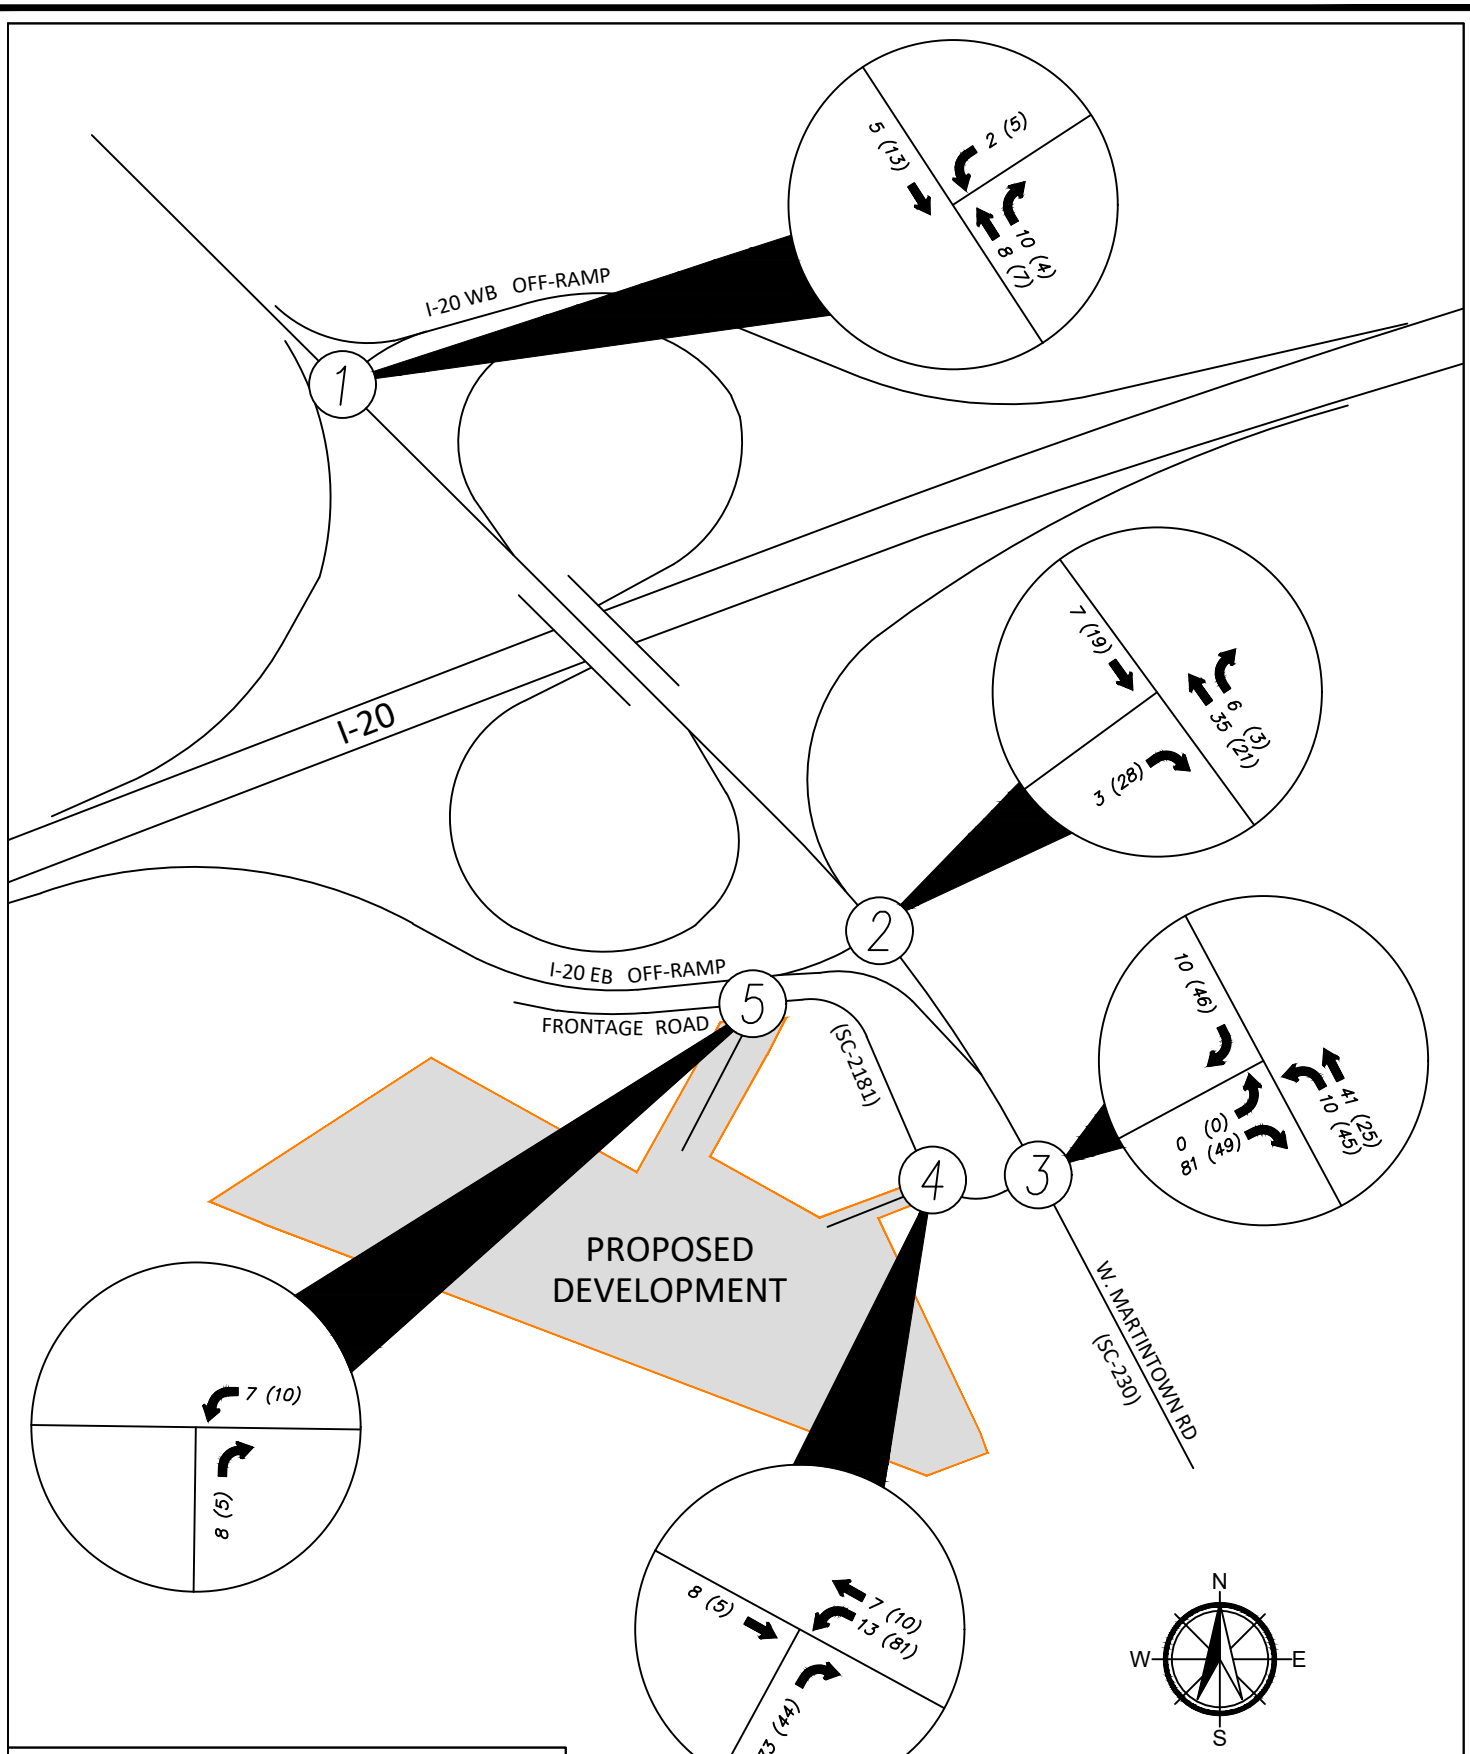 5 (13)
2 (5)
10 (4)
8 (7)
I-20 WB OFF-RAMP
1
7 (19)
6 (3)
35 (21)
3 (28)
I-20
2
10 (46)
41 (25)
10 (45)
0 (0)
81 (49)
I-20 EB OFF-RAMP
5
FRONTAGE ROAD
(SC-2181)
4
3
PROPOSED
DEVELOPMENT
W. MARTINTOWN RD
(SC-230)
7 (10)
8 (5)
8 (5)
7 (10)
13 (81)
(44)
N
W
E
S